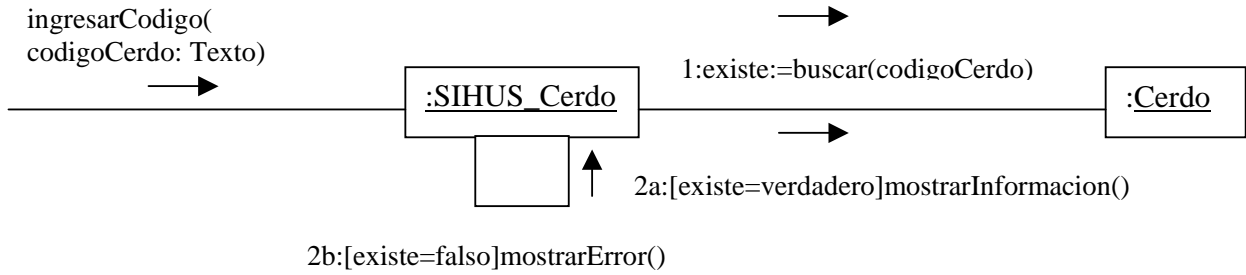 ingresarCodigo(
codigoCerdo: Texto)
1:existe:=buscar(codigoCerdo)
:SIHUS_Cerdo
:Cerdo
2a:[existe=verdadero]mostrarInformacion()
2b:[existe=falso]mostrarError()